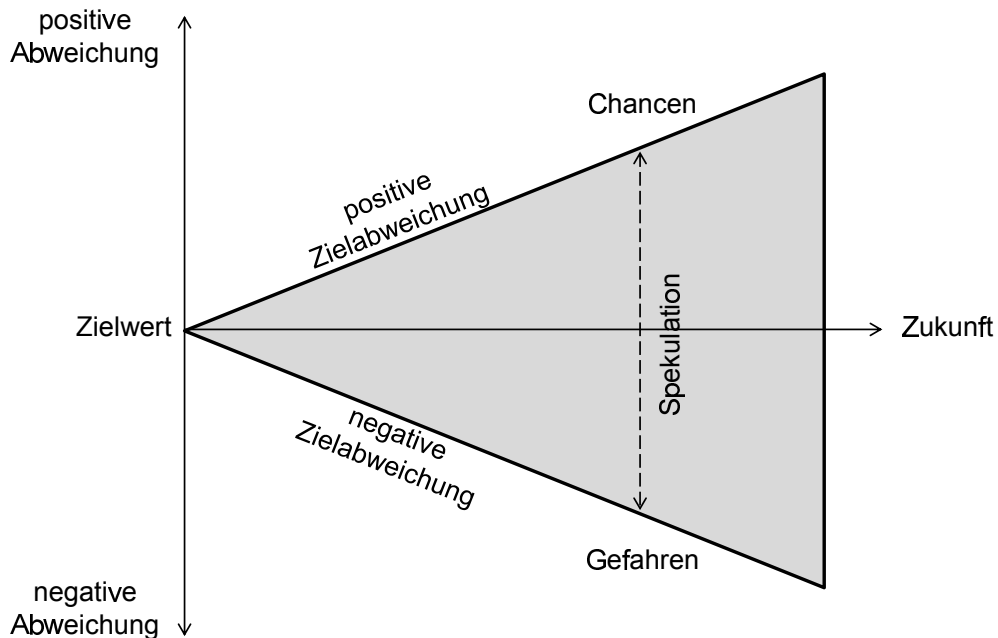 positive
Abweichung
Chancen
positive
Zielabweichung
Zielwert
Spekulation
Zukunft
negative
Zielabweichung
Gefahren
negative
Abweichung